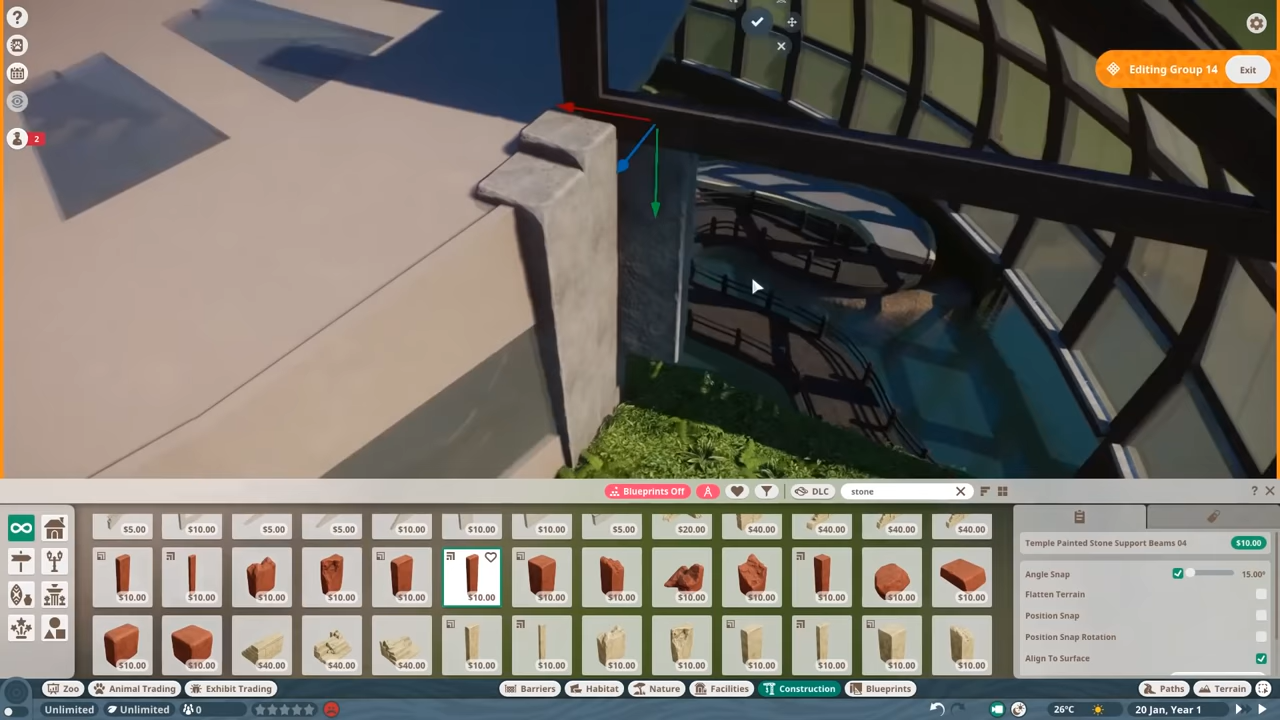 ?
2
Editing Group 14 Exit
Blueprints Off DLC stone ? ×
$5.00 $10.00 $5.00 $5.00 $10.00 $10.00 $10.00 $5.00 $20.00 $40.00 $10.00 $40.00 $40.00
$10.00 $10.00 $10.00 $10.00 $10.00 $10.00 $10.00 $10.00 $10.00 $10.00 $10.00 $10.00 $10.00
$10.00 $10.00 $40.00 $40.00 $40.00 $10.00 $10.00 $10.00 $10.00 $10.00 $10.00 $10.00 $10.00
Temple Painted Stone Support Beams 04 $10.00
Angle Snap 15.00°
Flatten Terrain
Position Snap
Position Snap Rotation
Align To Surface
Zoo Animal Trading Exhibit Trading Barriers Habitat Nature Facilities Construction Blueprints Paths Terrain
Unlimited Unlimited 0 26°C 20 Jan, Year 1